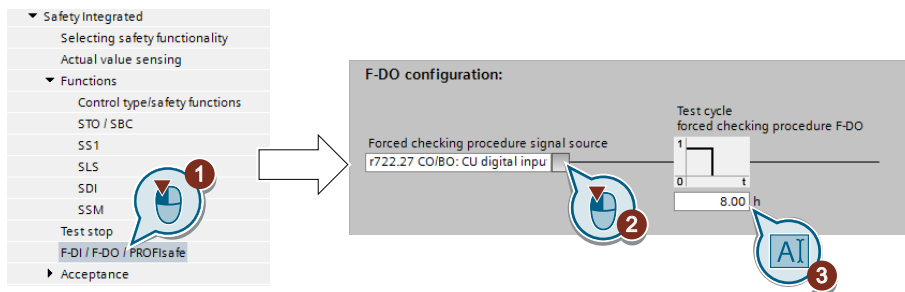 Safety Integrated
Selecting safety functionality
Actual value sensing
Functions
Control type/safety functions
STO / SBC
SS1
SLS
SDI
SSM
Test stop
F-DI / F-DO / PROFIsafe
Acceptance
1
F-DO configuration:
Test cycle
forced checking procedure F-DO
Forced checking procedure signal source
r722.27 CO/BO: CU digital inpu
1
0 t
8.00 h
2
AI
3